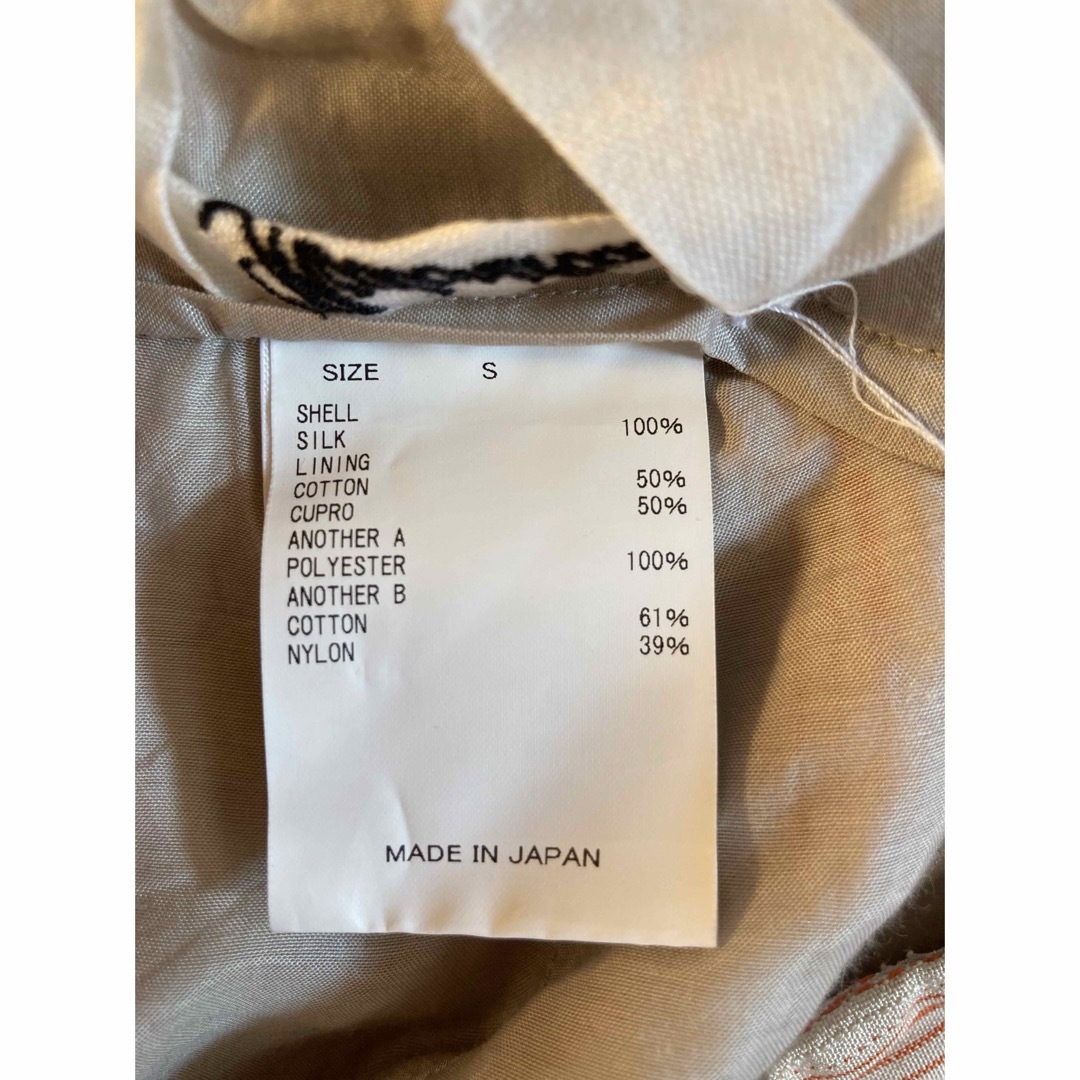 SIZE S
SHELL
SILK 100%
LINING
COTTON 50%
CUPRO 50%
ANOTHER A
POLYESTER 100%
ANOTHER B
COTTON 61%
NYLON 39%
MADE IN JAPAN